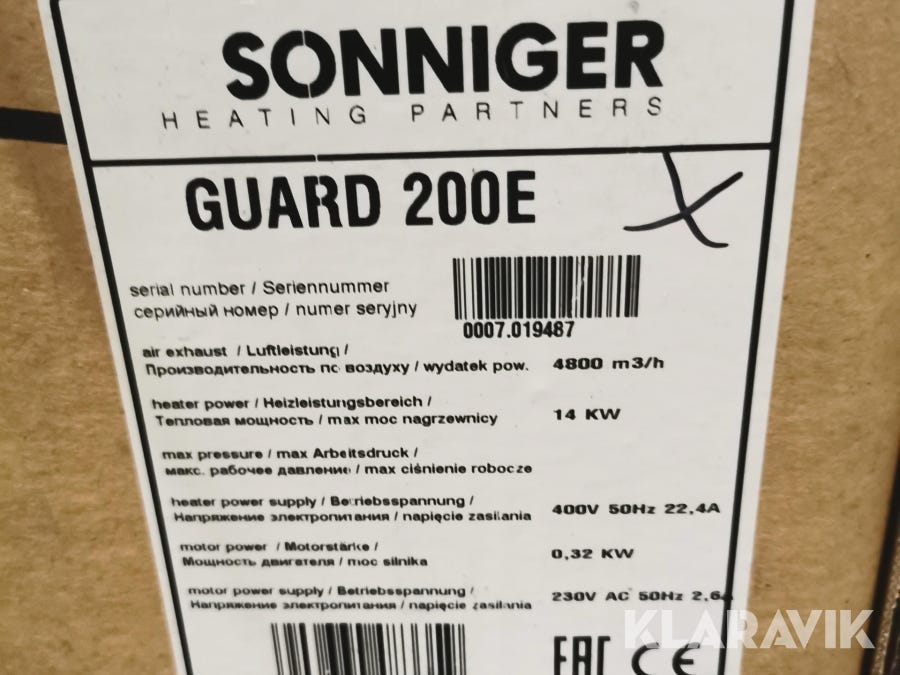 SONNIGER
HEATING PARTNERS
GUARD 200E
serial number / Seriennummer
серийный номер / numer seryjny
0007.019487
air exhaust / Luftleistung /
Производительность по воздуху / wydatek pow. 4800 m3/h
heater power / Heizleistungsbereich /
Тепловая мощность / max moc nagrzewnicy 14 KW
max pressure / max Arbeitsdruck /
макс. рабочее давление / max ciśnienie robocze
heater power supply / Betriebsspannung /
Напряжение электропитания / napięcie zasilania 400V 50Hz 22,4A
motor power / Motorstärke /
Мощность двигателя / moc silnika 0,32 KW
motor power supply / Betriebsspannung /
Напряжение электропитания / napięcie zasilania 230V AC 50Hz 2,6A
EAC CE
KLARAVIK